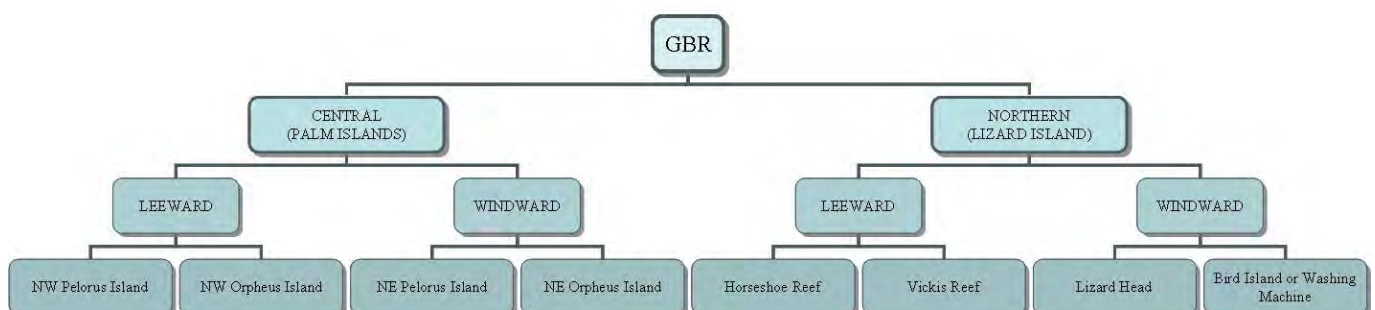 GBR
CENTRAL
(PALM ISLANDS)
NORTHERN
(LIZARD ISLAND)
LEEWARD
WINDWARD
LEEWARD
WINDWARD
NW Pelorus Island
NW Orpheus Island
NE Pelorus Island
NE Orpheus Island
Horseshoe Reef
Vickis Reef
Lizard Head
Bird Island or Washing
Machine